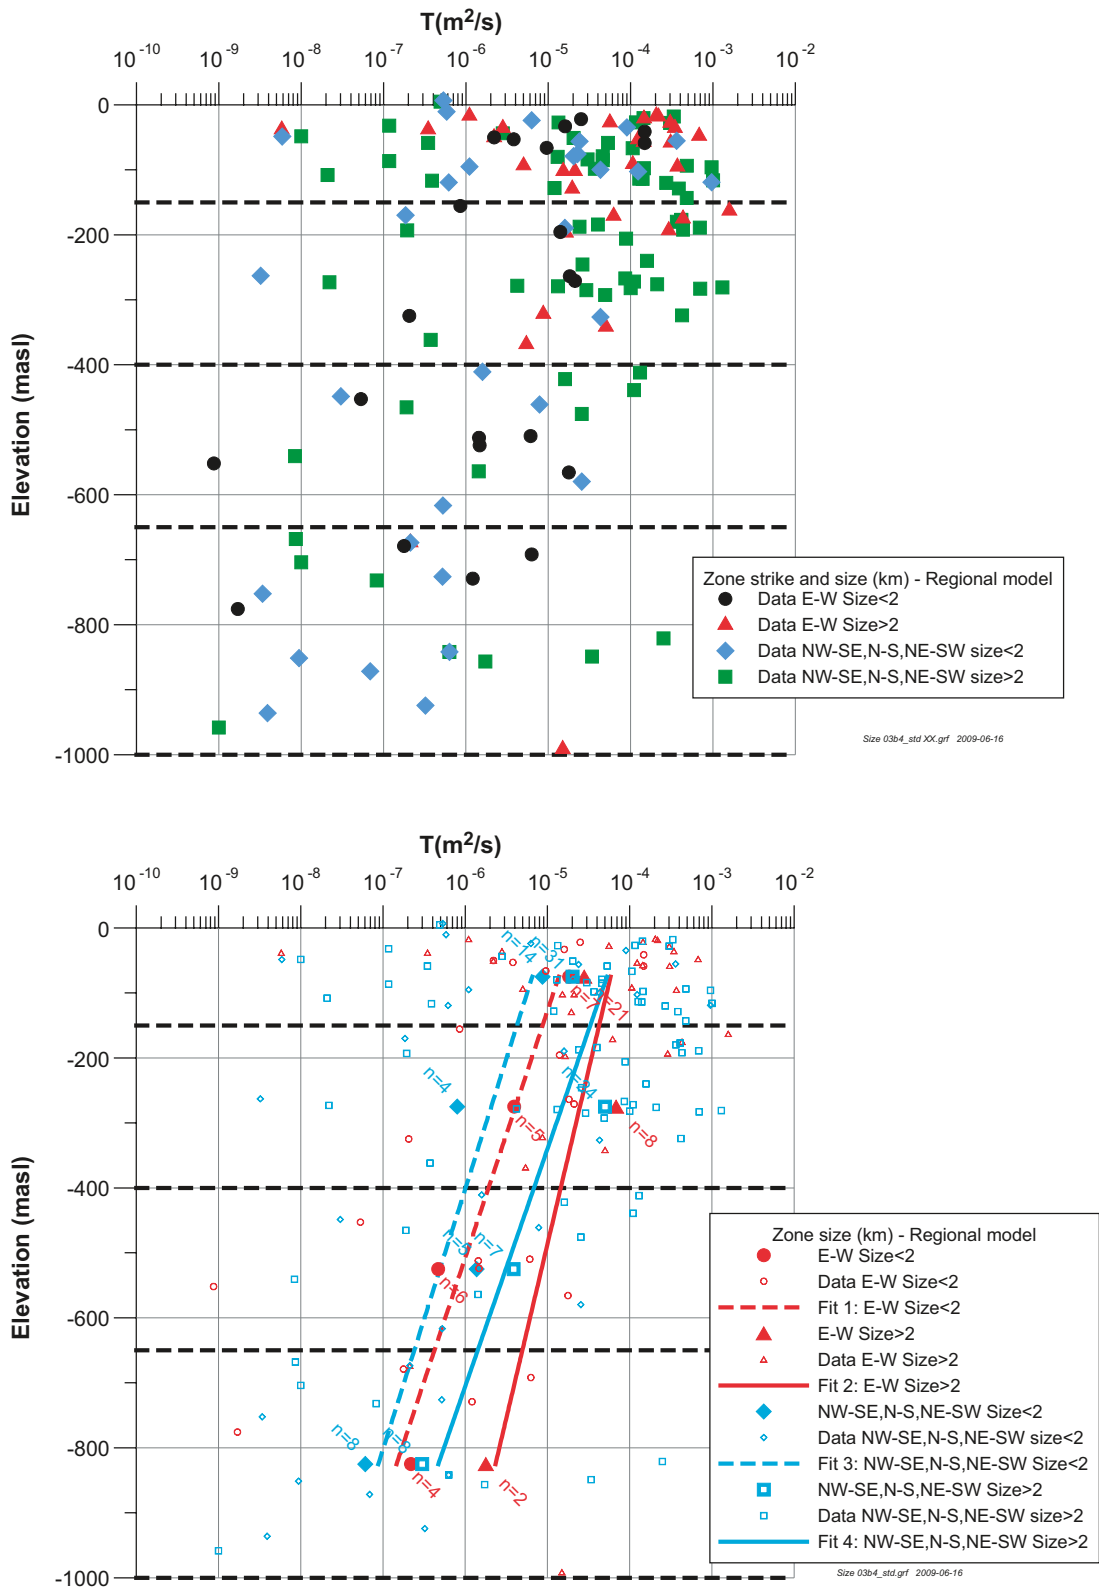 T(m2/s)
10-10 10-9 10-8 10-7 10-6 10-5 10-4 10-3 10-2
0
-200
-400
-600
-800
-1000
Elevation (masl)
Zone strike and size (km) - Regional model
Data E-W Size<2
Data E-W Size>2
Data NW-SE,N-S,NE-SW size<2
Data NW-SE,N-S,NE-SW size>2
Size 03b4_std XX.grf 2009-06-16
T(m2/s)
10-10 10-9 10-8 10-7 10-6 10-5 10-4 10-3 10-2
0
-200
-400
-600
-800
-1000
Elevation (masl)
n=14
n=31
n=7
n=21
n=4
n=5
n=8
n=5
n=7
n=6
n=4
n=2
Zone size (km) - Regional model
E-W Size<2
Data E-W Size<2
Fit 1: E-W Size<2
E-W Size>2
Data E-W Size>2
Fit 2: E-W Size>2
NW-SE,N-S,NE-SW Size<2
Data NW-SE,N-S,NE-SW size<2
Fit 3: NW-SE,N-S,NE-SW Size<2
NW-SE,N-S,NE-SW Size>2
Data NW-SE,N-S,NE-SW size>2
Fit 4: NW-SE,N-S,NE-SW Size>2
Size 03b4_std.grf 2009-06-16